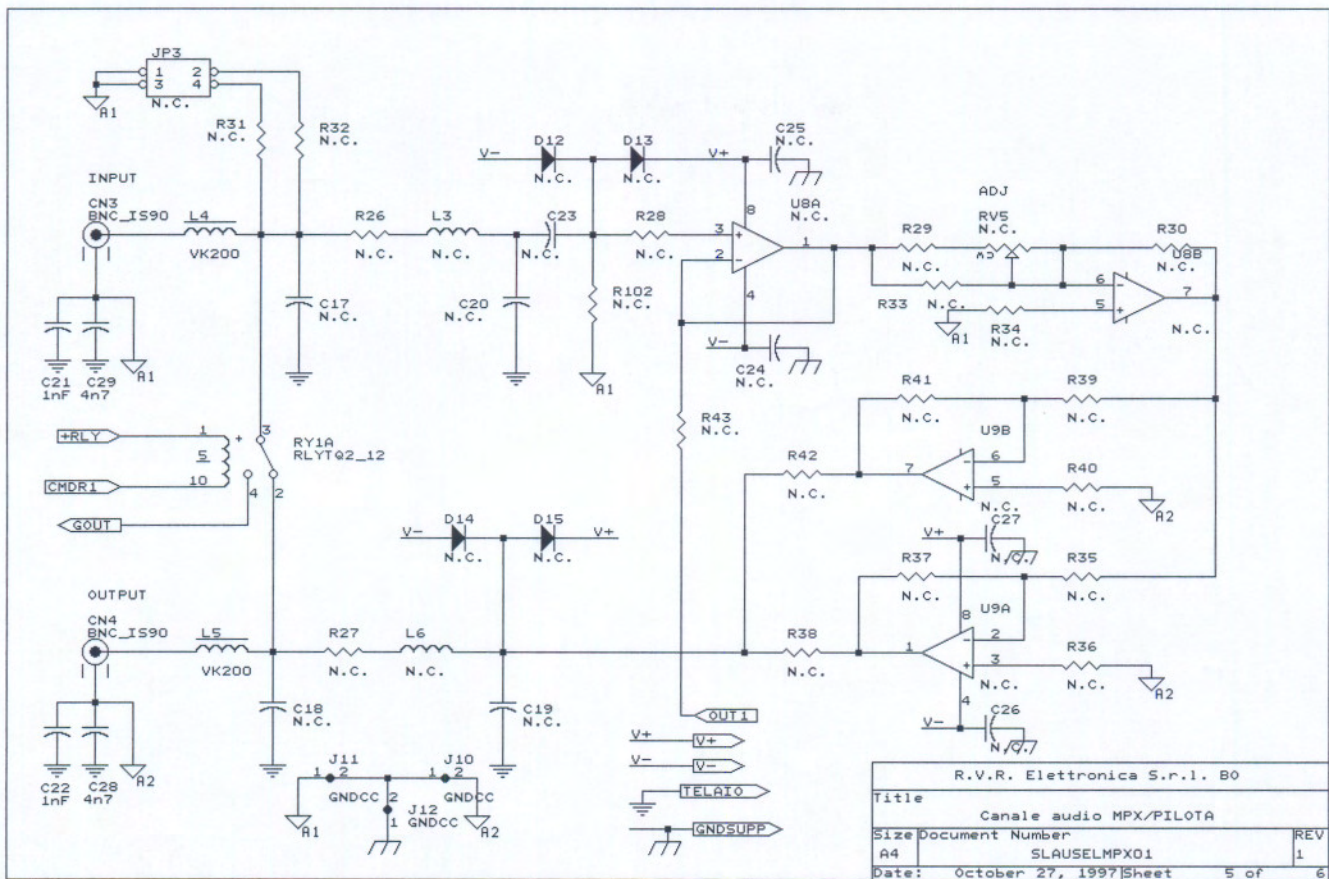 JP3
1 2
3 4
N.C.
A1
R31
N.C.
R32
N.C.
INPUT
CN3
BNC_IS90
L4
VK200
C21
1nF
C29
4n7
A1
C17
N.C.
R26
N.C.
L3
N.C.
C20
N.C.
C23
N.C.
V-
D12
N.C.
D13
N.C.
V+
C25
N.C.
R28
N.C.
R102
N.C.
A1
U8A
N.C.
8
3 +
2 -
1
4
V-
C24
N.C.
ADJ
RV5
N.C.
R29
N.C.
R30
U8B
R33
N.C.
R34
N.C.
A1
6 -
5 +
7
N.C.
R43
N.C.
R41
N.C.
R39
N.C.
U9B
R42
N.C.
7
- 6
+ 5
N.C.
R40
N.C.
A2
+RLY
CMDR1
GOUT
1 +
5
10
3
4 2
RY1A
RLYTQ2_12
V-
D14
N.C.
D15
N.C.
V+
V+
C27
N.C.
R37
N.C.
R35
N.C.
U9A
8
R38
N.C.
1
- 2
+ 3
4
N.C.
R36
N.C.
A2
V-
C26
N.C.
OUTPUT
CN4
BNC_IS90
L5
VK200
R27
N.C.
L6
N.C.
C22
1nF
C28
4n7
A2
C18
N.C.
C19
N.C.
J11
1 2
GNDCC
J10
1 2
GNDCC
2
J12
1 GNDCC
A1
A2
OUT1
V+ V+
V- V-
TELAIO
GNDSUPP
R.V.R. Elettronica S.r.l. BO
Title
Canale audio MPX/PILOTA
Size Document Number REV
A4 SLAUSELMPX01 1
Date: October 27, 1997 Sheet 5 of 6